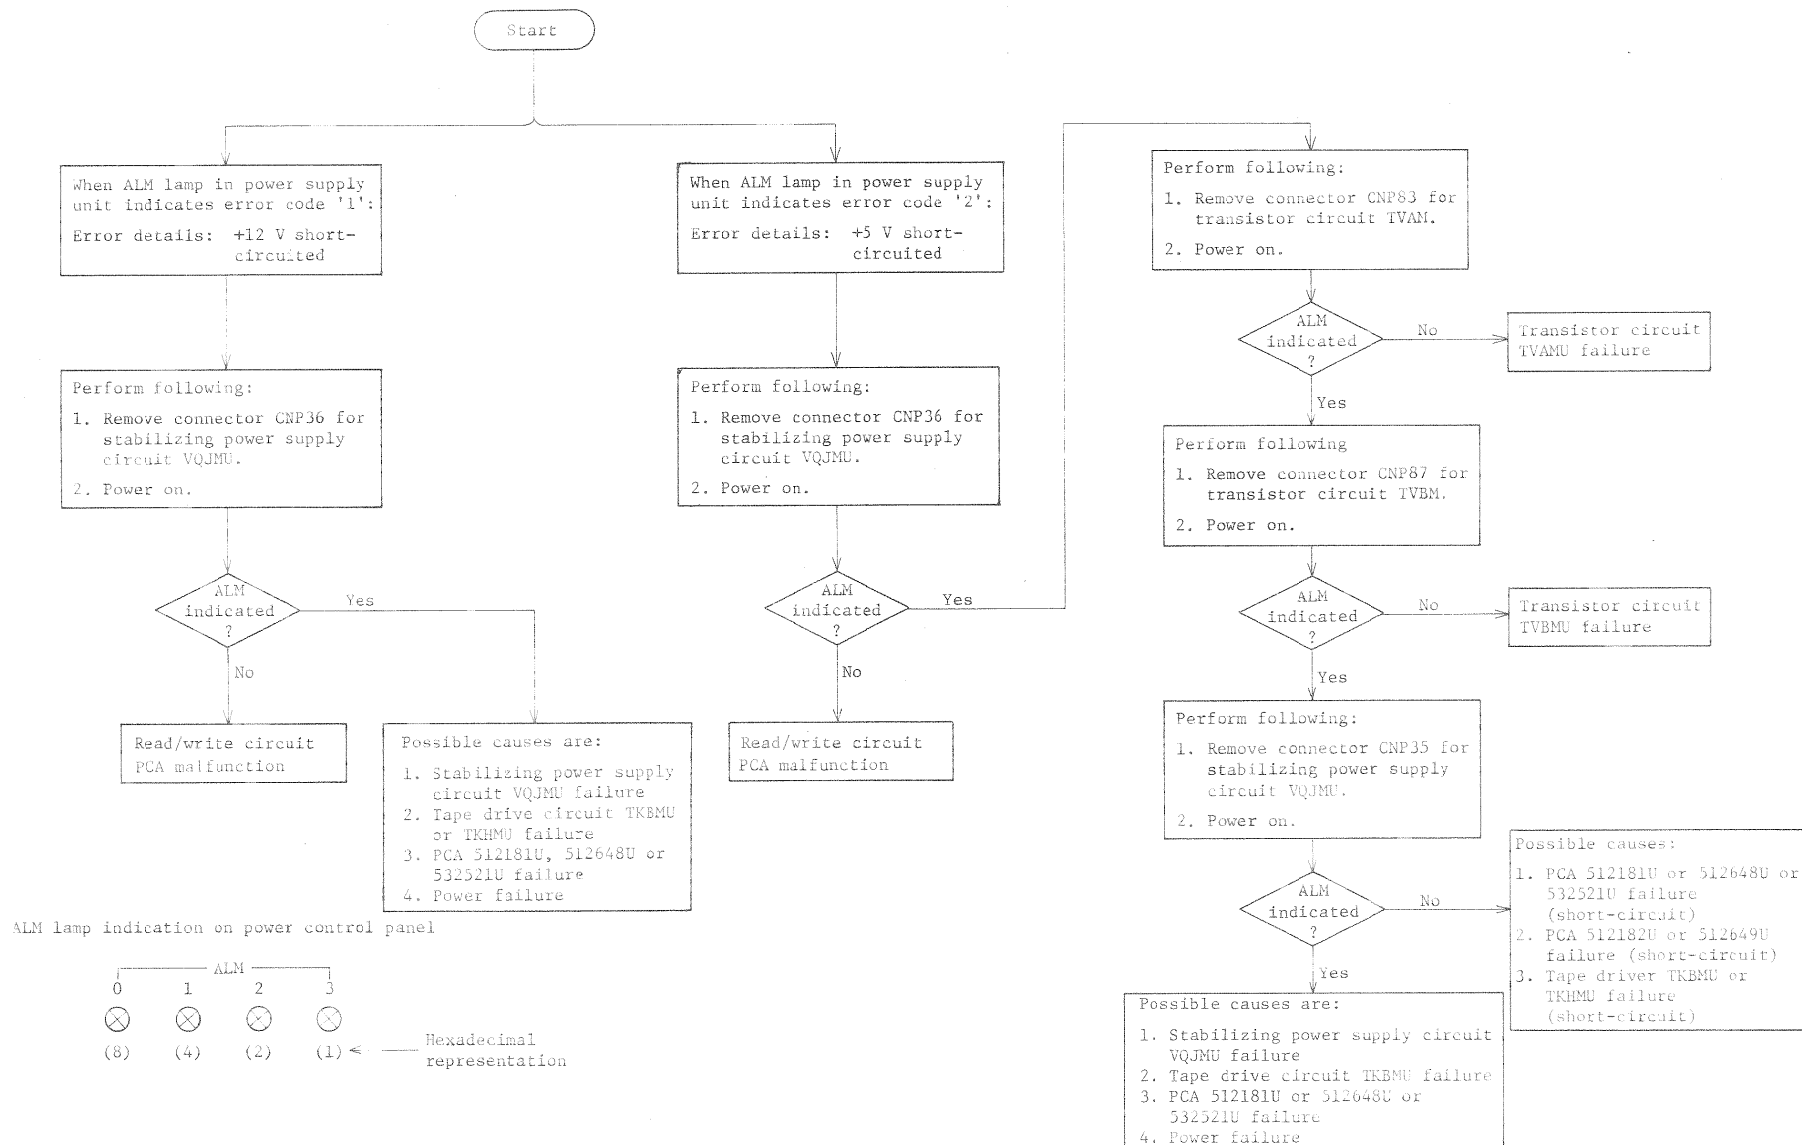 Start
When ALM lamp in power supply
unit indicates error code '1':
Error details: +12 V short-
circuited
Perform following:
1. Remove connector CNP36 for
stabilizing power supply
circuit VQJMU.
2. Power on.
ALM
indicated
?
Yes
No
Read/write circuit
PCA malfunction
Possible causes are:
1. Stabilizing power supply
circuit VQJMU failure
2. Tape drive circuit TKBMU
or TKHMU failure
3. PCA 512181U, 512648U or
532521U failure
4. Power failure
When ALM lamp in power supply
unit indicates error code '2':
Error details: +5 V short-
circuited
Perform following:
1. Remove connector CNP36 for
stabilizing power supply
circuit VQJMU.
2. Power on.
ALM
indicated
?
Yes
No
Read/write circuit
PCA malfunction
Perform following:
1. Remove connector CNP83 for
transistor circuit TVAM.
2. Power on.
ALM
indicated
?
No
Transistor circuit
TVAMU failure
Yes
Perform following
1. Remove connector CNP87 for
transistor circuit TVBM.
2. Power on.
ALM
indicated
?
No
Transistor circuit
TVBMU failure
Yes
Perform following:
1. Remove connector CNP35 for
stabilizing power supply
circuit VQJMU.
2. Power on.
ALM
indicated
?
No
Possible causes:
1. PCA 512181U or 512648U or
532521U failure
(short-circuit)
2. PCA 512182U or 512649U
failure (short-circuit)
3. Tape driver TKBMU or
TKHMU failure
(short-circuit)
Yes
Possible causes are:
1. Stabilizing power supply circuit
VQJMU failure
2. Tape drive circuit TKBMU failure
3. PCA 512181U or 512648U or
532521U failure
4. Power failure
ALM lamp indication on power control panel
ALM
0 1 2 3
(8) (4) (2) (1)
Hexadecimal
representation